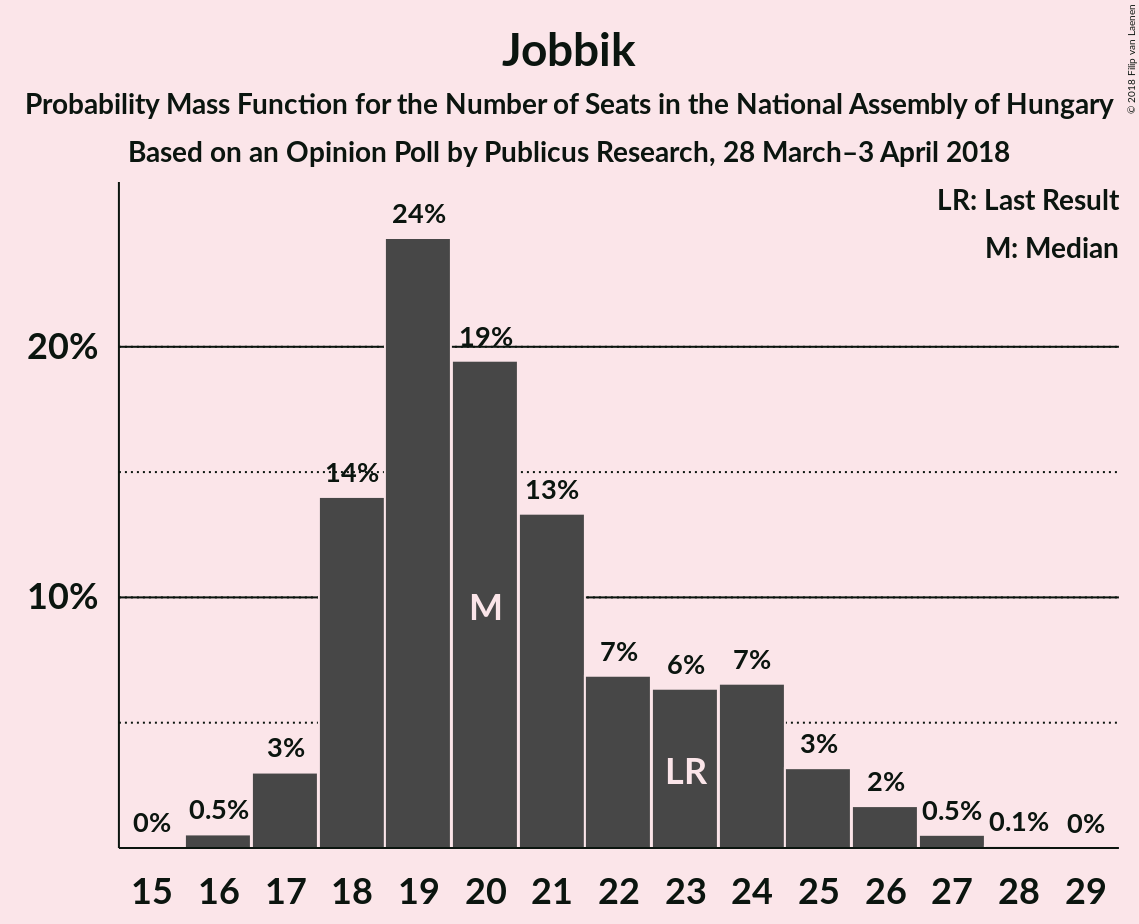 Jobbik
Probability Mass Function for the Number of Seats in the National Assembly of Hungary
Based on an Opinion Poll by Publicus Research, 28 March–3 April 2018
© 2018 Filip van Laenen
LR: Last Result
M: Median
20%
10%
0%
0.5%
3%
14%
24%
19%
13%
7%
6%
7%
3%
2%
0.5%
0.1%
0%
M
LR
15 16 17 18 19 20 21 22 23 24 25 26 27 28 29